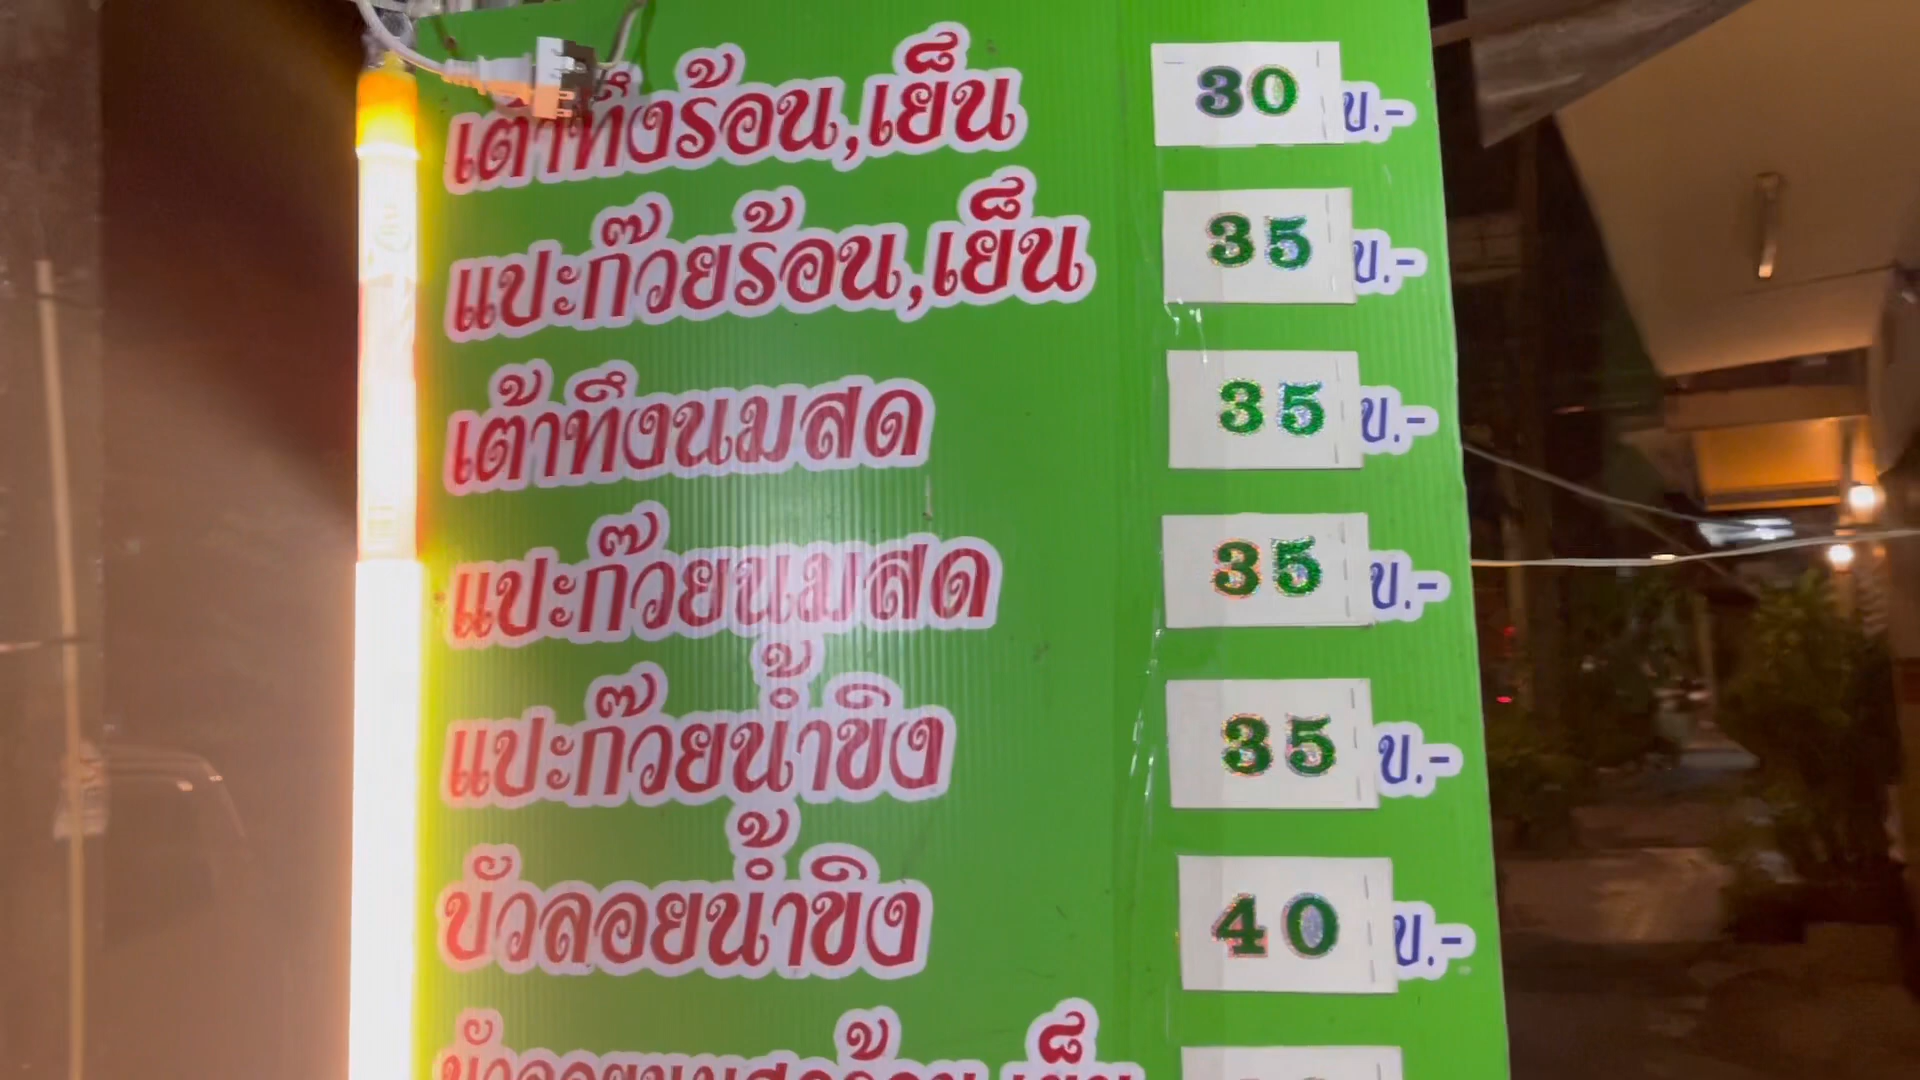 เต้าทึงร้อน,เย็น 30 บ.-
แปะก๊วยร้อน,เย็น 35 บ.-
เต้าทึงนมสด 35 บ.-
แปะก๊วยนมสด 35 บ.-
แปะก๊วยน้ำขิง 35 บ.-
บัวลอยน้ำขิง 40 บ.-